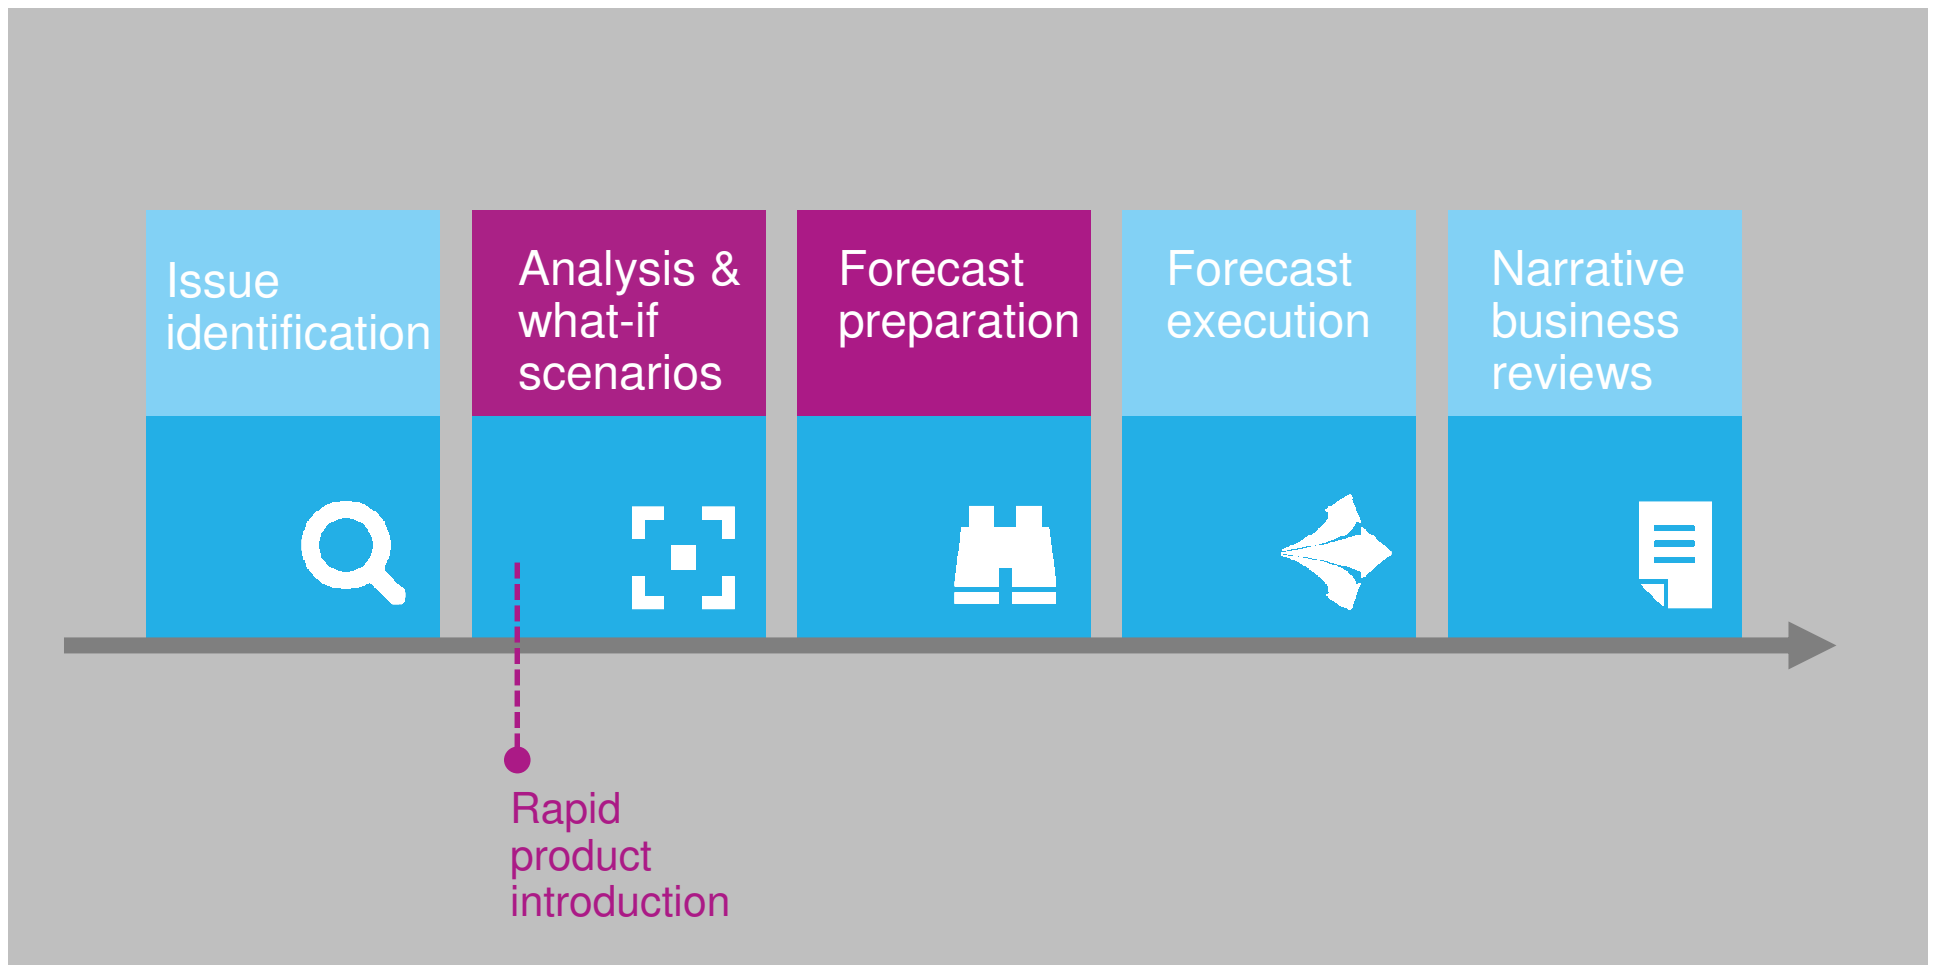 Issue
identification
Analysis &
what-if
scenarios
Forecast
preparation
Forecast
execution
Narrative
business
reviews
Rapid
product
introduction